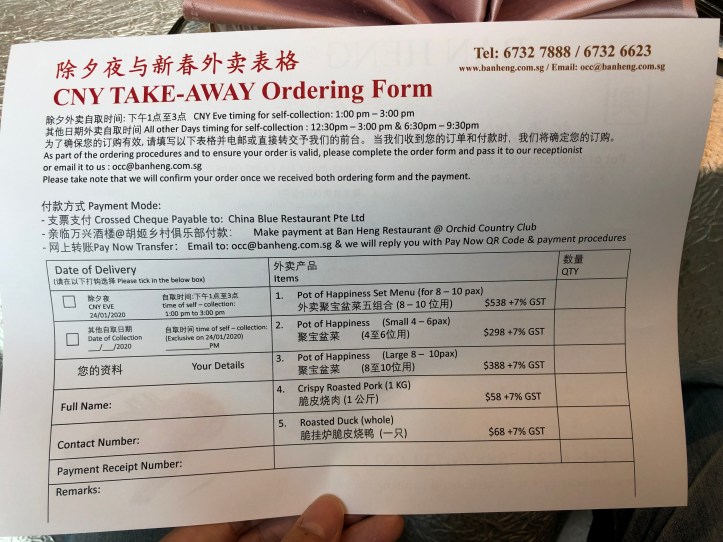 除夕夜与新春外卖表格
Tel: 6732 7888 / 6732 6623
www.banheng.com.sg / Email: occ@banheng.com.sg
CNY TAKE-AWAY Ordering Form
除夕外卖自取时间: 下午1点至3点 CNY Eve timing for self-collection: 1:00 pm – 3:00 pm
其他日期外卖自取时间 All other Days timing for self-collection : 12:30pm – 3:00 pm & 6:30pm – 9:30pm
为了确保您的订购有效, 请填写以下表格并电邮或直接转交予我们的前台。 当我们收到您的订单和付款时, 我们将确定您的订购。
As part of the ordering procedures and to ensure your order is valid, please complete the order form and pass it to our receptionist
or email it to us : occ@banheng.com.sg
Please take note that we will confirm your order once we received both ordering form and the payment.
付款方式 Payment Mode:
- 支票支付 Crossed Cheque Payable to: China Blue Restaurant Pte Ltd
- 亲临万兴酒楼@胡姬乡村俱乐部付款: Make payment at Ban Heng Restaurant @ Orchid Country Club
- 网上转账Pay Now Transfer: Email to: occ@banheng.com.sg & we will reply you with Pay Now QR Code & payment procedures
Date of Delivery
(请在以下打钩选择 Please tick in the below box)
外卖产品
Items
数量
QTY
除夕夜
CNY EVE
24/01/2020
自取时间:下午1点至3点
time of self – collection:
1:00 pm to 3:00 pm
1. Pot of Happiness Set Menu (for 8 – 10 pax)
外卖聚宝盆菜五组合 (8 – 10 位用) $538 +7% GST
其他自取日期
Date of Collection
__/__/2020
自取时间 time of self – collection:
(Exclusive on 24/01/2020)
________ PM
2. Pot of Happiness (Small 4 – 6pax)
聚宝盆菜 (4至6位用) $298 +7% GST
您的资料 Your Details
3. Pot of Happiness (Large 8 – 10pax)
聚宝盆菜 (8至10位用) $388 +7% GST
Full Name:
4. Crispy Roasted Pork (1 KG)
脆皮烧肉 (1 公斤) $58 +7% GST
Contact Number:
5. Roasted Duck (whole)
脆挂炉脆皮烧鸭 (一只) $68 +7% GST
Payment Receipt Number:
Remarks: